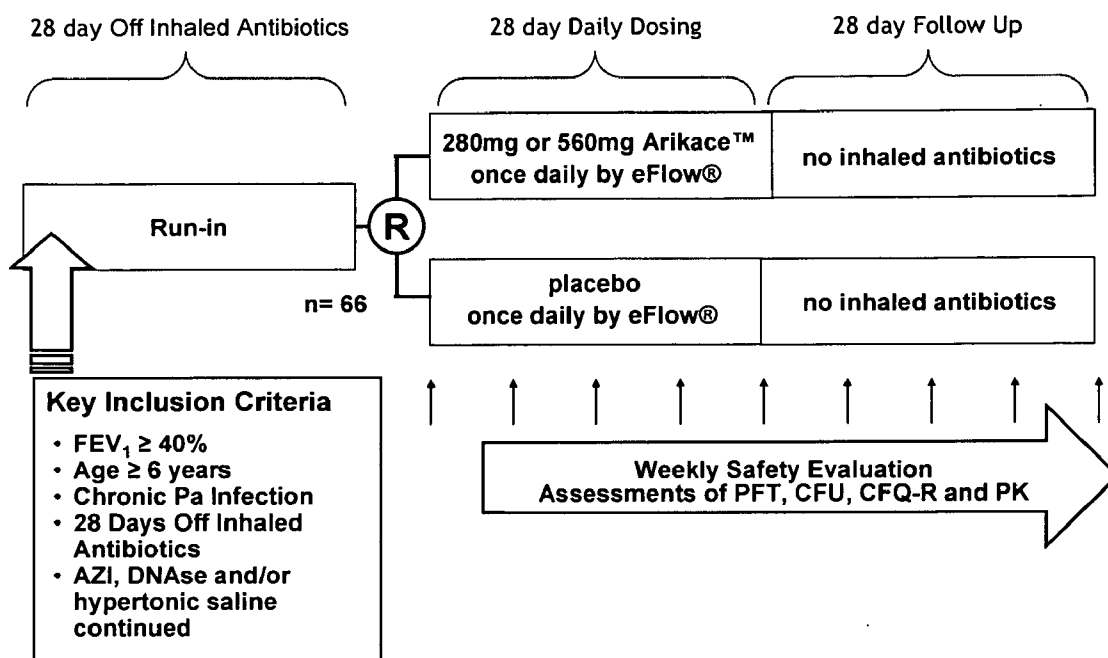 28 day Off Inhaled Antibiotics
28 day Daily Dosing
28 day Follow Up
280mg or 560mg Arikace™
once daily by eFlow®
no inhaled antibiotics
Run-in
R
n= 66
placebo
once daily by eFlow®
no inhaled antibiotics
Key Inclusion Criteria
• FEV₁ ≥ 40%
• Age ≥ 6 years
• Chronic Pa Infection
• 28 Days Off Inhaled
Antibiotics
• AZI, DNAse and/or
hypertonic saline
continued
Weekly Safety Evaluation
Assessments of PFT, CFU, CFQ-R and PK